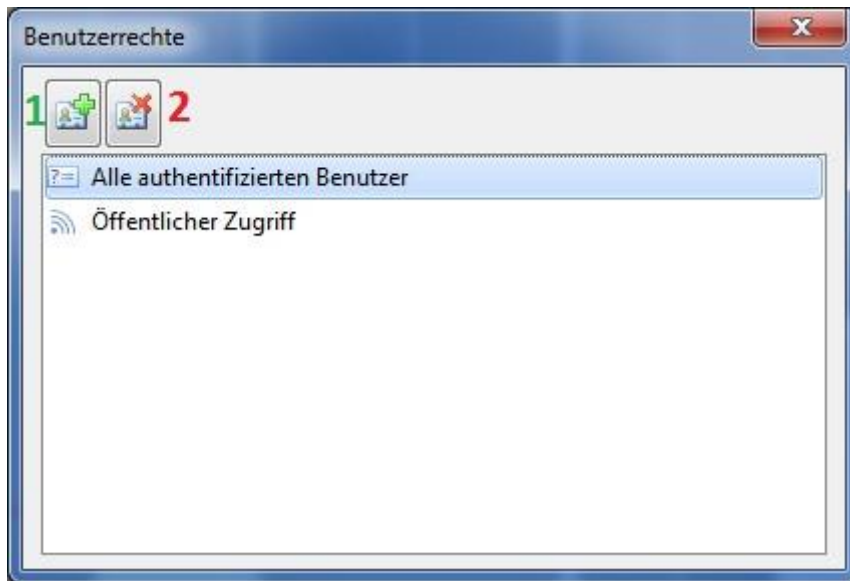 Benutzerrechte
1 2
?= Alle authentifizierten Benutzer
Öffentlicher Zugriff